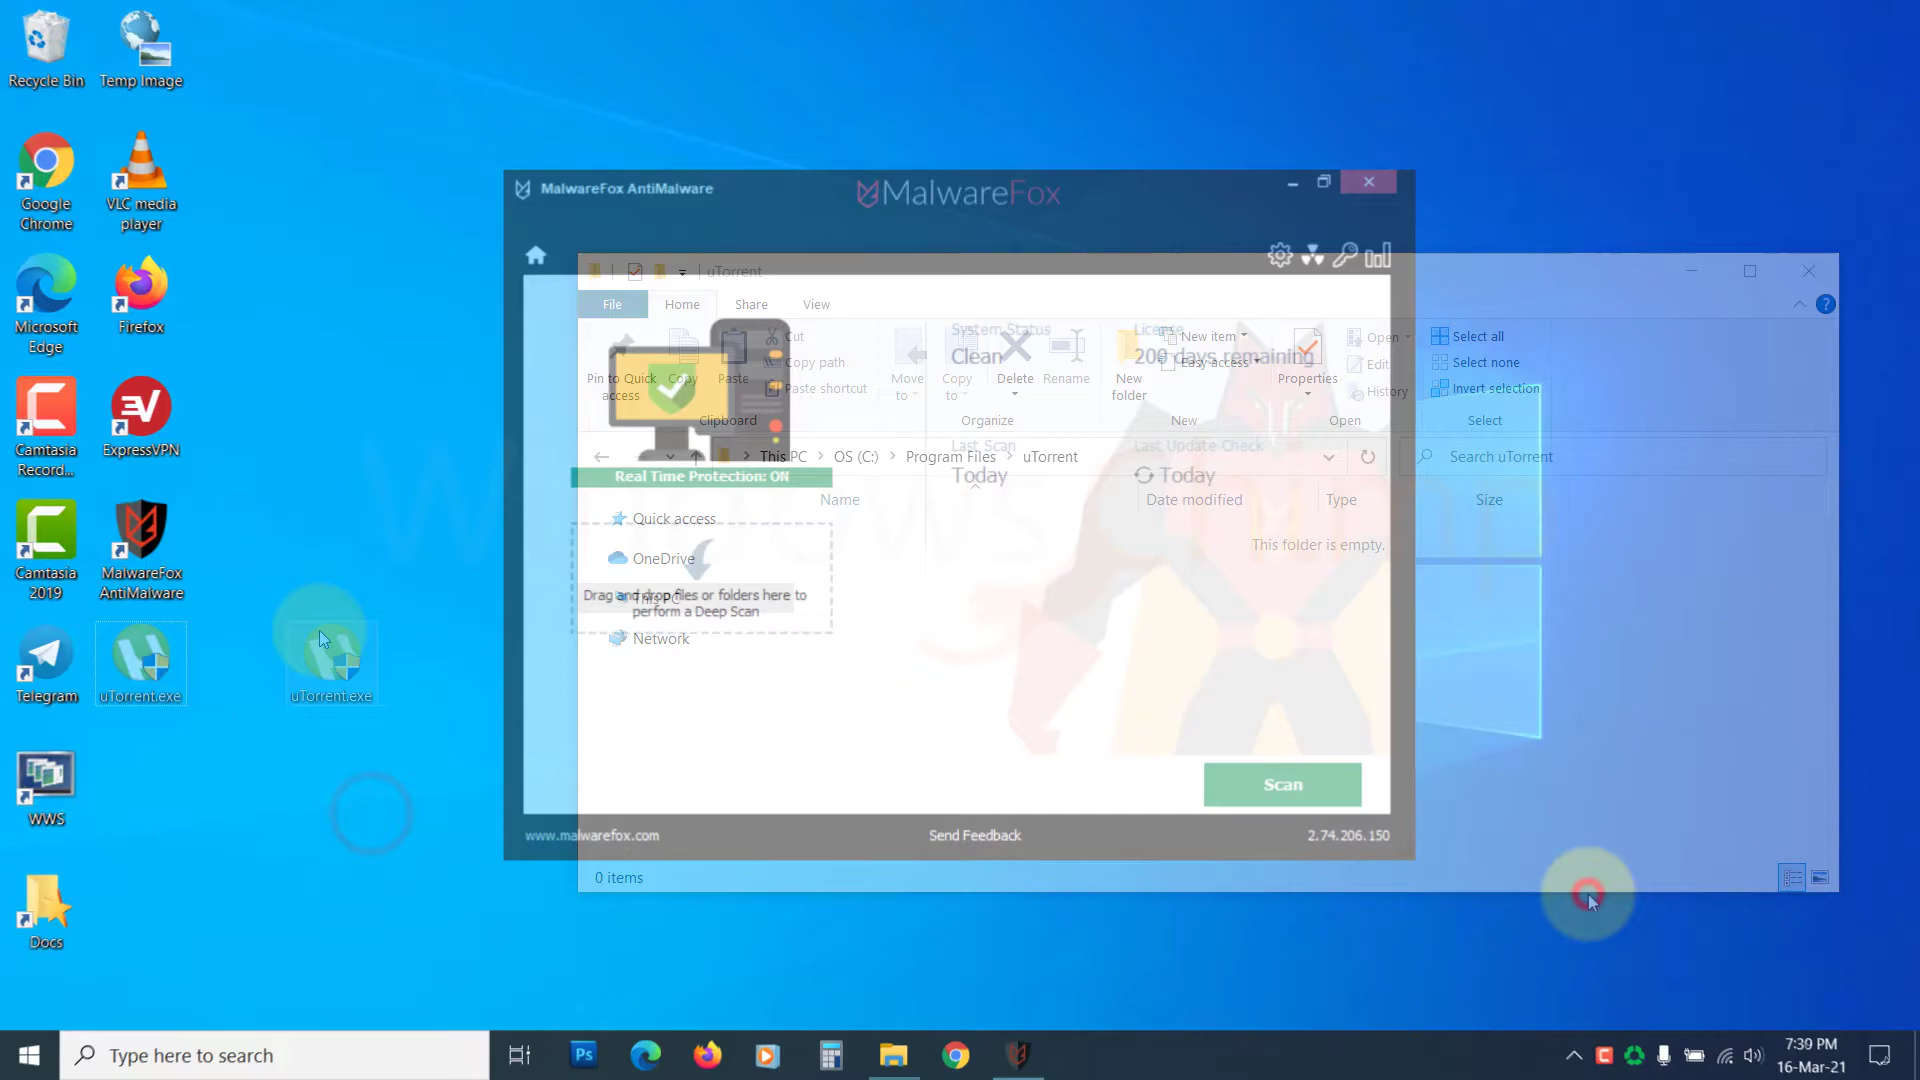 Recycle Bin
Temp Image
Google
Chrome
VLC media
player
Microsoft
Edge
Firefox
Camtasia
Record...
ExpressVPN
Camtasia
2019
MalwareFox
AntiMalware
Telegram
uTorrent.exe
uTorrent.exe
WWS
Docs
MalwareFox AntiMalware
MalwareFox
uTorrent
File
Home
Share
View
Pin to Quick
access
Copy
Paste
Cut
Copy path
Paste shortcut
Clipboard
Move
to
Copy
to
Delete
Rename
Organize
New
folder
New item
Easy access
New
Properties
Open
Edit
History
Open
Select all
Select none
Invert selection
Select
System Status
Clean
License
200 days remaining
Last Scan
Today
Last Update Check
Today
Real Time Protection: ON
This PC
OS (C:)
Program Files
uTorrent
Search uTorrent
Name
Date modified
Type
Size
This folder is empty.
Quick access
OneDrive
This PC
Network
Drag and drop files or folders here to
perform a Deep Scan
Scan
www.malwarefox.com
Send Feedback
2.74.206.150
0 items
Type here to search
Ps
7:39 PM
16-Mar-21